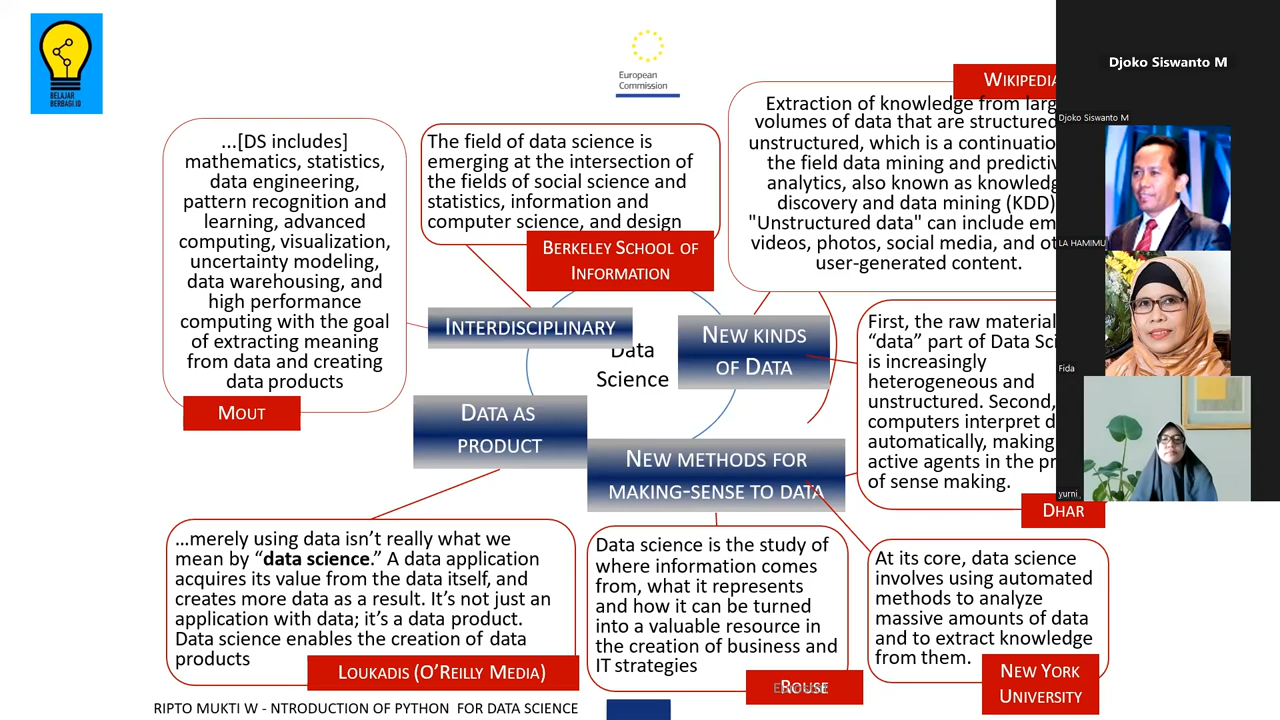 BELAJAR
BERBAGI.ID
European
Commission
...[DS includes]
mathematics, statistics,
data engineering,
pattern recognition and
learning, advanced
computing, visualization,
uncertainty modeling,
data warehousing, and
high performance
computing with the goal
of extracting meaning
from data and creating
data products
MOUT
The field of data science is
emerging at the intersection of
the fields of social science and
statistics, information and
computer science, and design
BERKELEY SCHOOL OF
INFORMATION
WIKIPEDIA
Extraction of knowledge from larg
volumes of data that are structured
unstructured, which is a continuatio
the field data mining and predictiv
analytics, also known as knowledg
discovery and data mining (KDD)
"Unstructured data" can include em
videos, photos, social media, and ot
user-generated content.
INTERDISCIPLINARY
Data
Science
NEW KINDS
OF DATA
DATA AS
PRODUCT
NEW METHODS FOR
MAKING-SENSE TO DATA
First, the raw material
“data” part of Data Sci
is increasingly
heterogeneous and
unstructured. Second,
computers interpret d
automatically, making
active agents in the pr
of sense making.
DHAR
...merely using data isn’t really what we
mean by “data science.” A data application
acquires its value from the data itself, and
creates more data as a result. It’s not just an
application with data; it’s a data product.
Data science enables the creation of data
products
LOUKADIS (O’REILLY MEDIA)
Data science is the study of
where information comes
from, what it represents
and how it can be turned
into a valuable resource in
the creation of business and
IT strategies
ROUSE
At its core, data science
involves using automated
methods to analyze
massive amounts of data
and to extract knowledge
from them.
NEW YORK
UNIVERSITY
RIPTO MUKTI W - NTRODUCTION OF PYTHON FOR DATA SCIENCE
Djoko Siswanto M
Djoko Siswanto M
LA HAMIMU
Fida
yurni